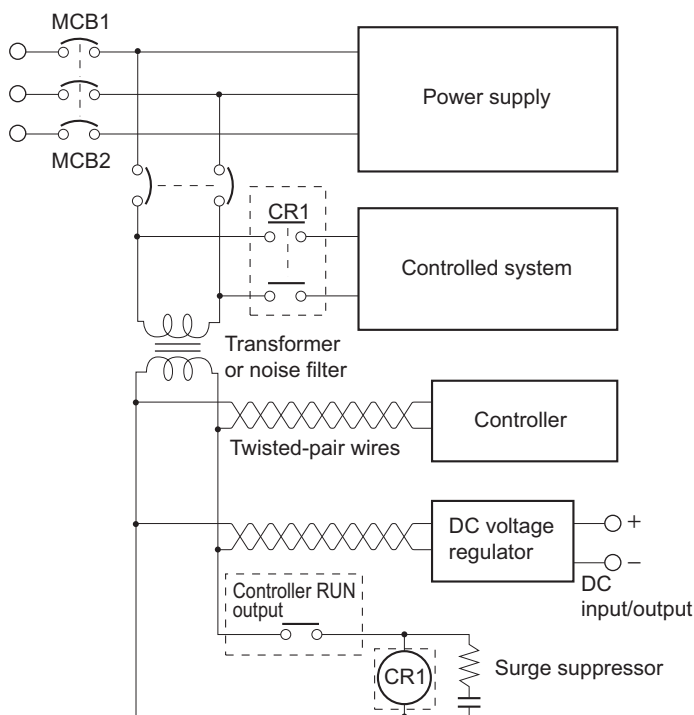 MCB1
Power supply
MCB2
CR1
Controlled system
Transformer
or noise filter
Controller
Twisted-pair wires
DC voltage
regulator
+
−
DC
input/output
Controller RUN
output
CR1
Surge suppressor